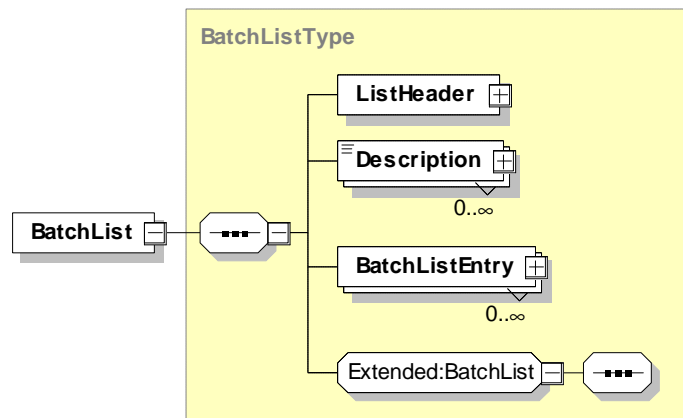 BatchListType
ListHeader
Description
0..∞
BatchList
BatchListEntry
0..∞
Extended:BatchList